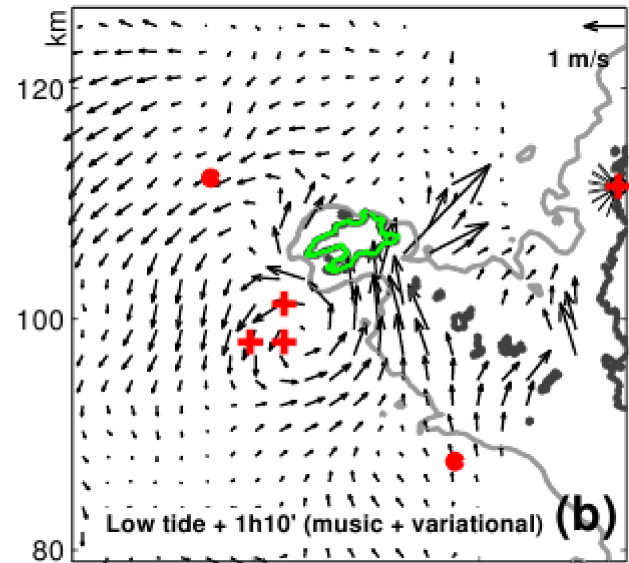 km
1 m/s
120
100
Low tide + 1h10' (music + variational)
(b)
80